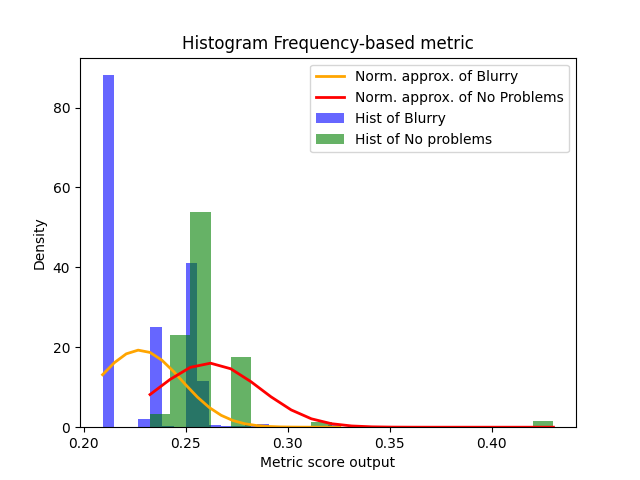 Histogram Frequency-based metric
Norm. approx. of Blurry
Norm. approx. of No Problems
Hist of Blurry
Hist of No problems
Density
80
60
40
20
0
0.20 0.25 0.30 0.35 0.40
Metric score output